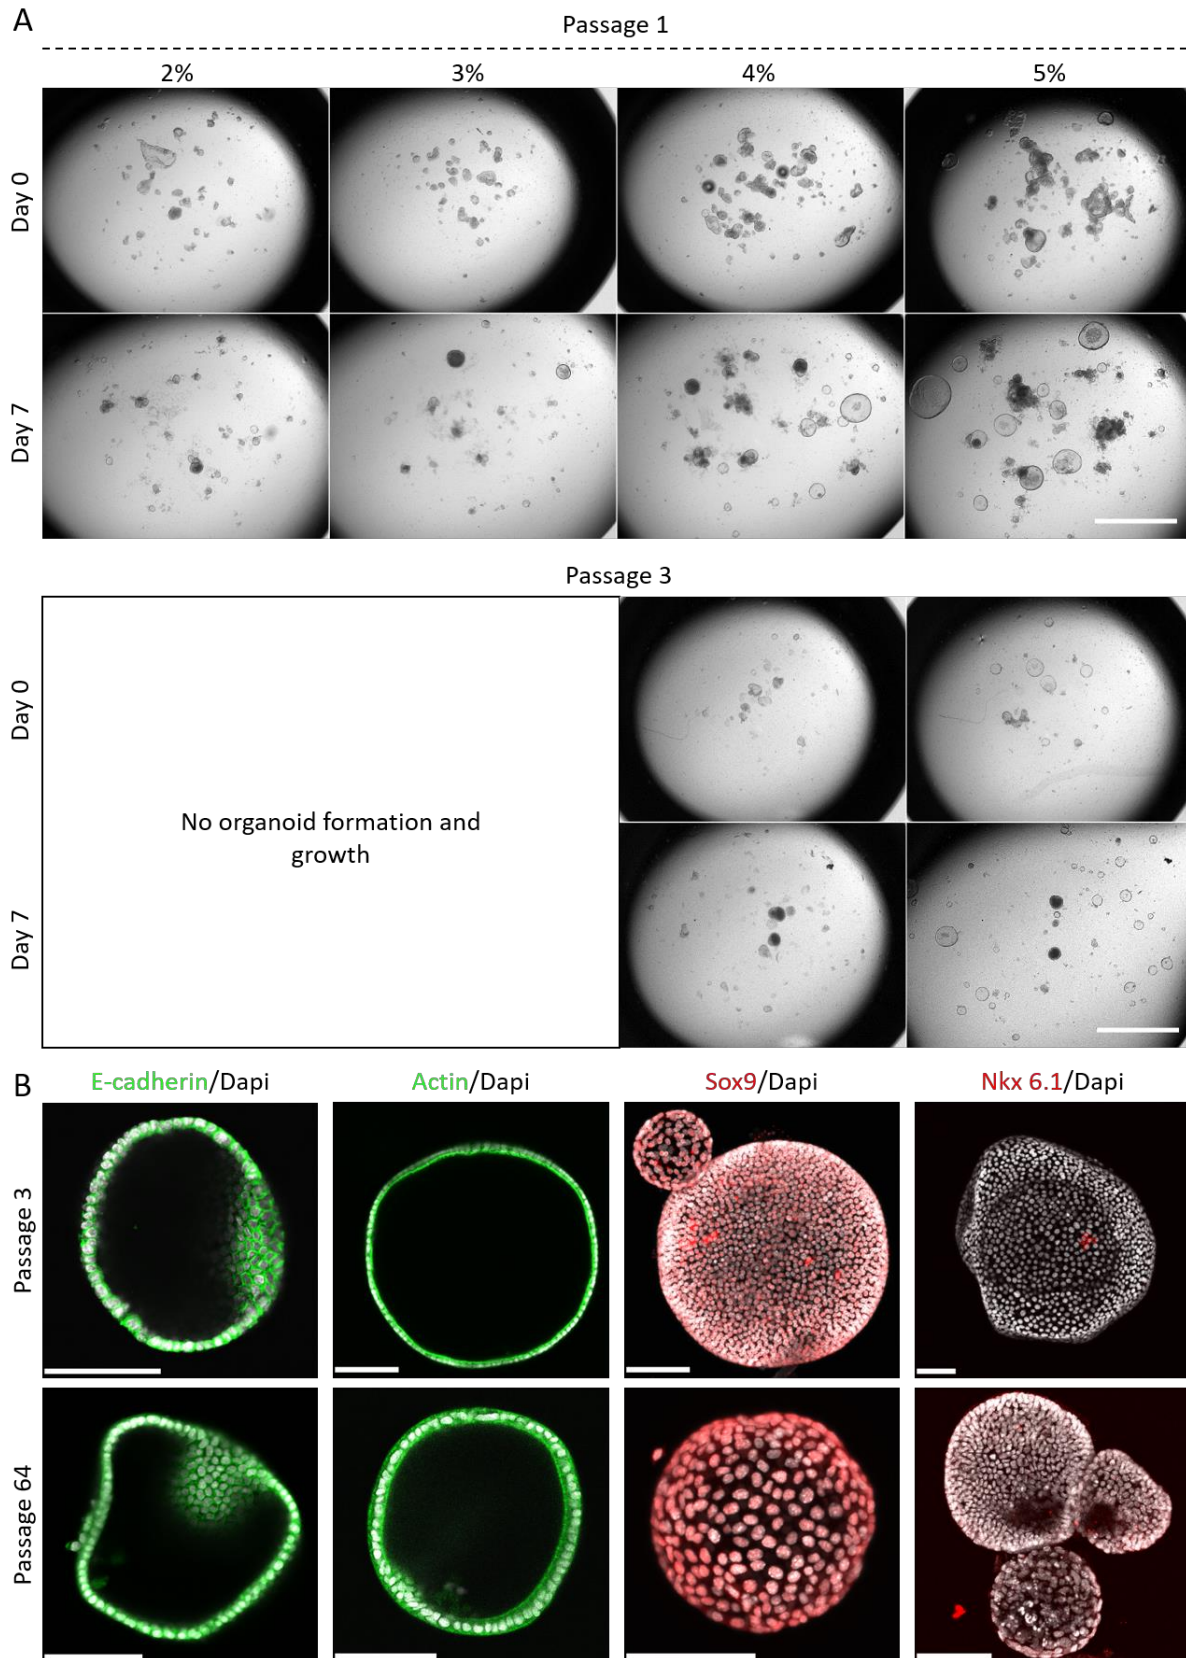 A
Passage 1
2% 3% 4% 5%
Day 0
Day 7
Passage 3
Day 0
No organoid formation and
growth
Day 7
B
E-cadherin/Dapi Actin/Dapi Sox9/Dapi Nkx 6.1/Dapi
Passage 3
Passage 64